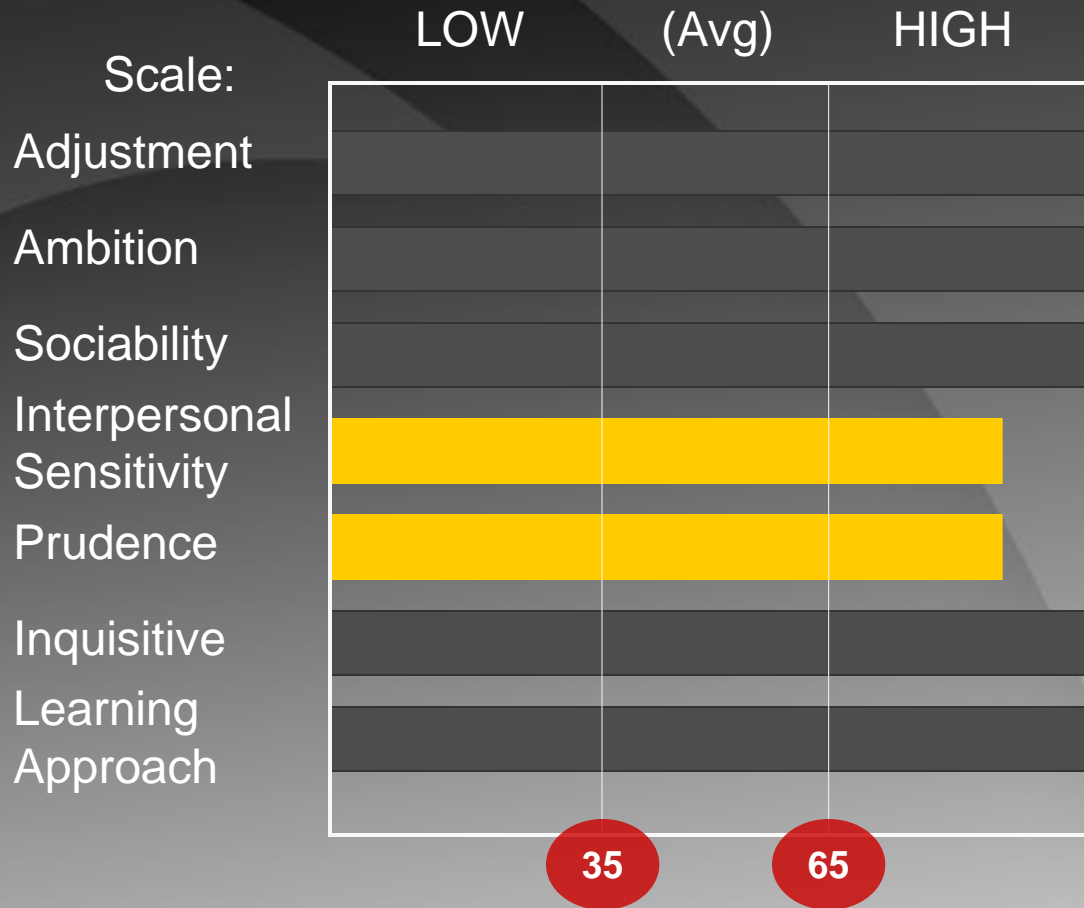 LOW (Avg) HIGH
Scale:
Adjustment
Ambition
Sociability
Interpersonal
Sensitivity
Prudence
Inquisitive
Learning
Approach
35 65